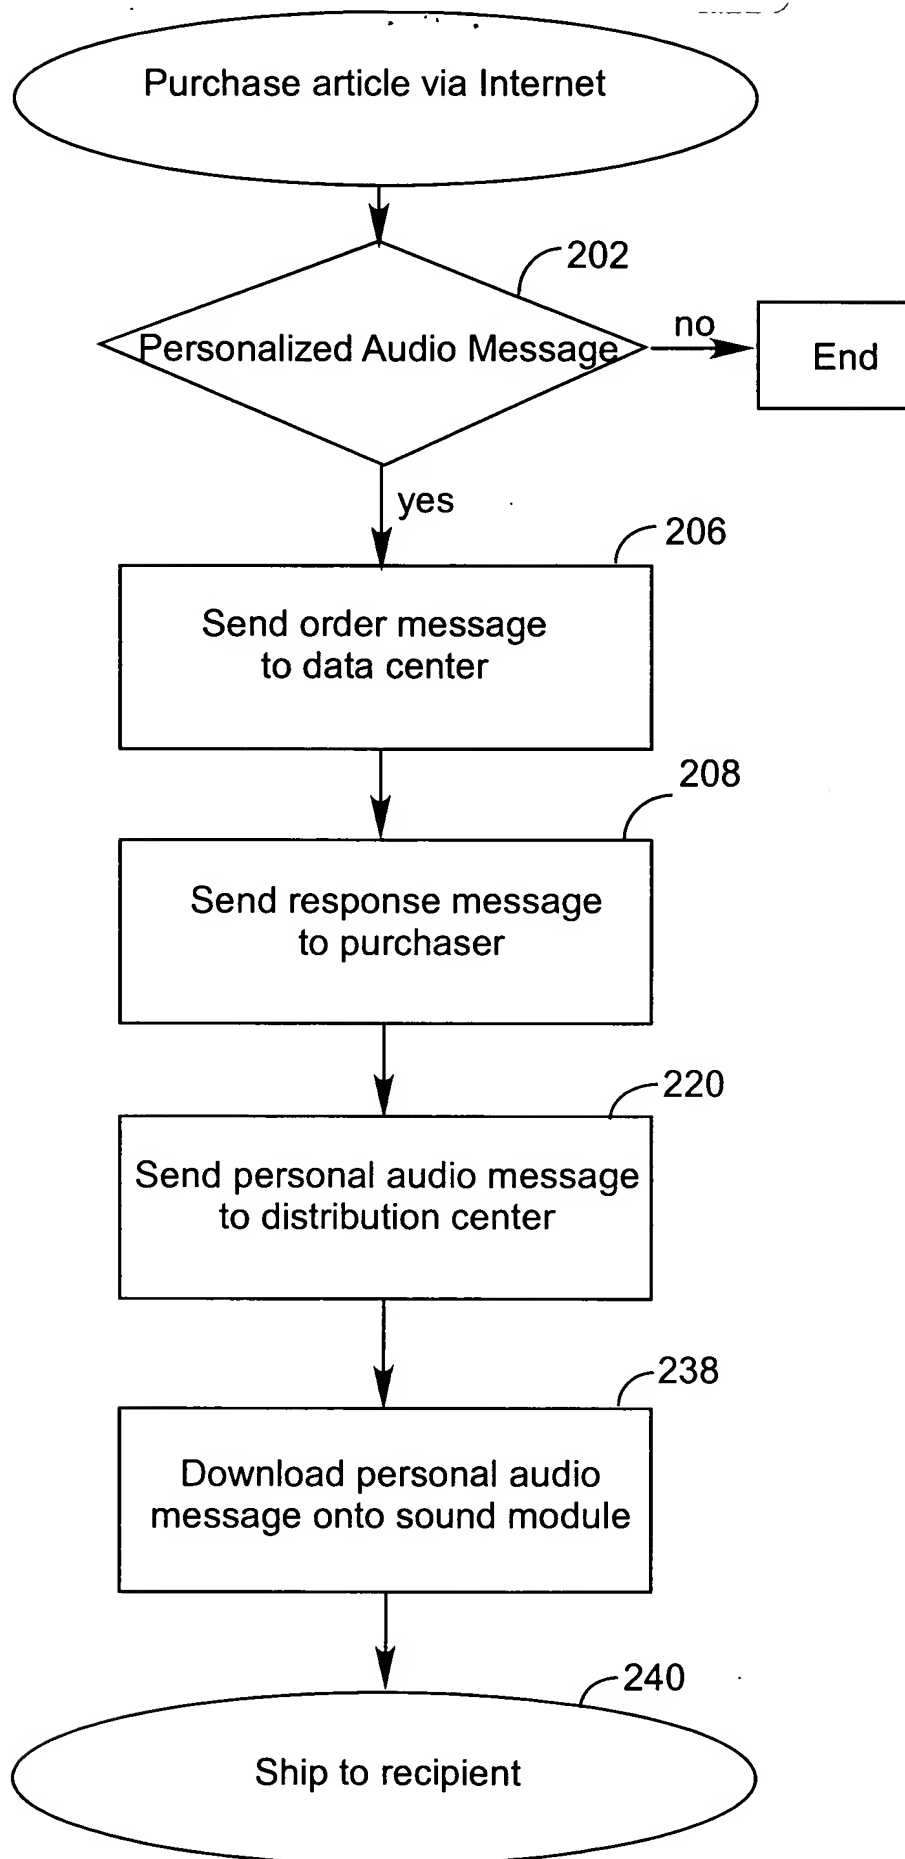 Purchase article via Internet
202
Personalized Audio Message
no
End
yes
206
Send order message
to data center
208
Send response message
to purchaser
220
Send personal audio message
to distribution center
238
Download personal audio
message onto sound module
240
Ship to recipient